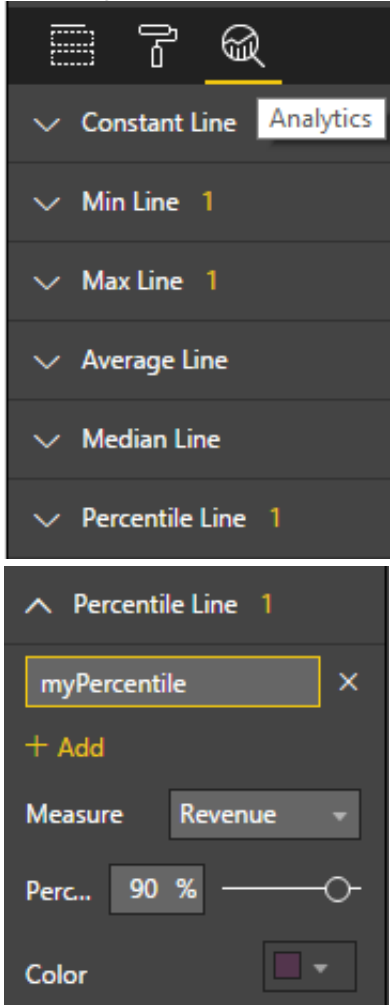 Constant Line Analytics
Min Line 1
Max Line 1
Average Line
Median Line
Percentile Line 1
Percentile Line 1
myPercentile
+ Add
Measure Revenue
Perc... 90 %
Color